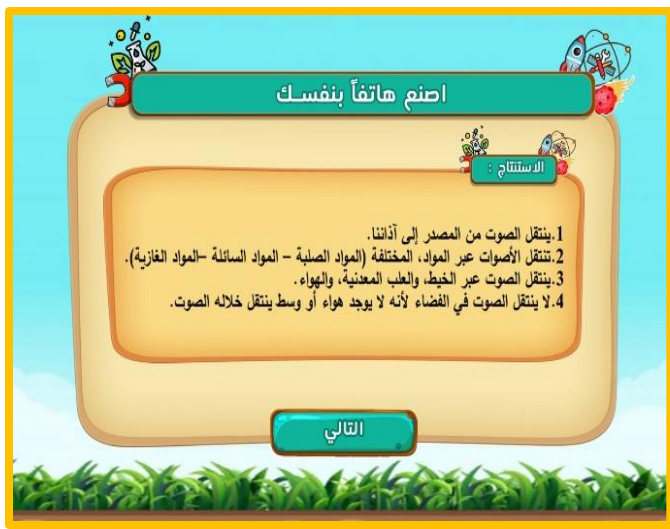 اصنع هاتفاً بنفسك
الاستنتاج :
1.ينتقل الصوت من المصدر إلى آذاننا.
2.تنتقل الأصوات عبر المواد، المختلفة (المواد الصلبة – المواد السائلة –المواد الغازية).
3.ينتقل الصوت عبر الخيط، والعلب المعدنية، والهواء.
4.لا ينتقل الصوت في الفضاء لأنه لا يوجد هواء أو وسط ينتقل خلاله الصوت.
التالي